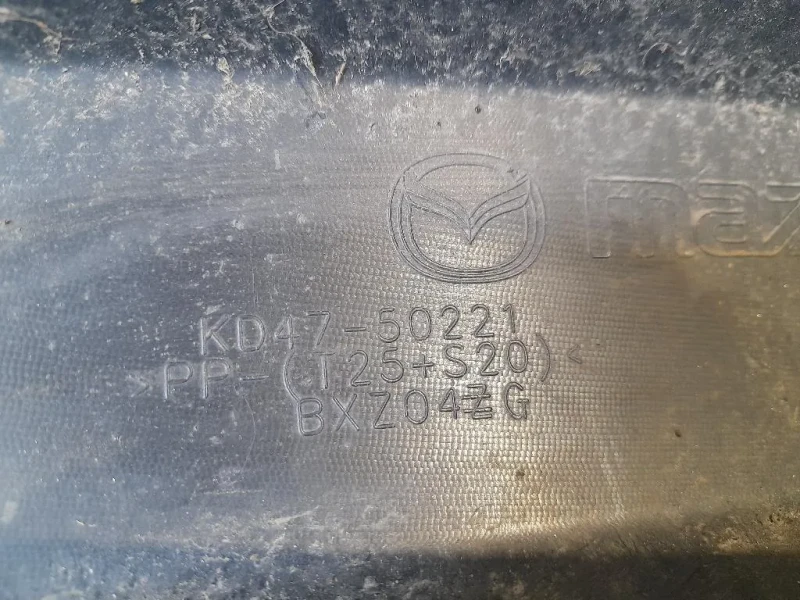 maz
KD47-50221
>PP-(T25+S20)<
BXZ04ZG